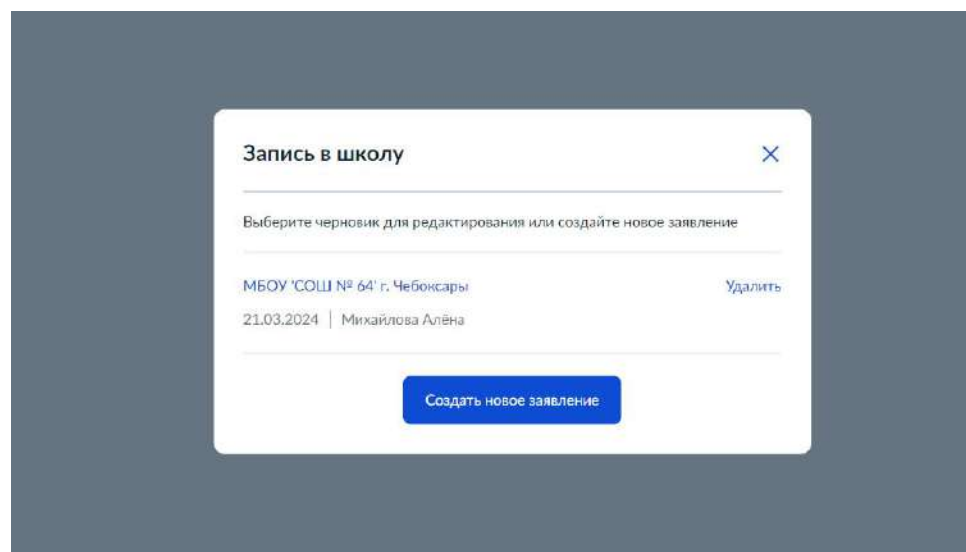 Запись в школу
Выберите черновик для редактирования или создайте новое заявление
МБОУ 'СОШ № 64' г. Чебоксары
Удалить
21.03.2024 | Михайлова Алёна
Создать новое заявление